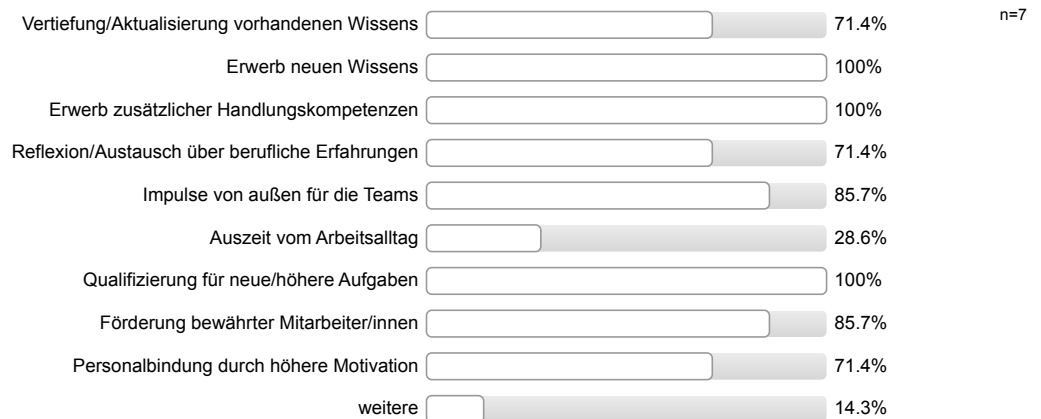 Vertiefung/Aktualisierung vorhandenen Wissens 71.4% n=7
Erwerb neuen Wissens 100%
Erwerb zusätzlicher Handlungskompetenzen 100%
Reflexion/Austausch über berufliche Erfahrungen 71.4%
Impulse von außen für die Teams 85.7%
Auszeit vom Arbeitsalltag 28.6%
Qualifizierung für neue/höhere Aufgaben 100%
Förderung bewährter Mitarbeiter/innen 85.7%
Personalbindung durch höhere Motivation 71.4%
weitere 14.3%